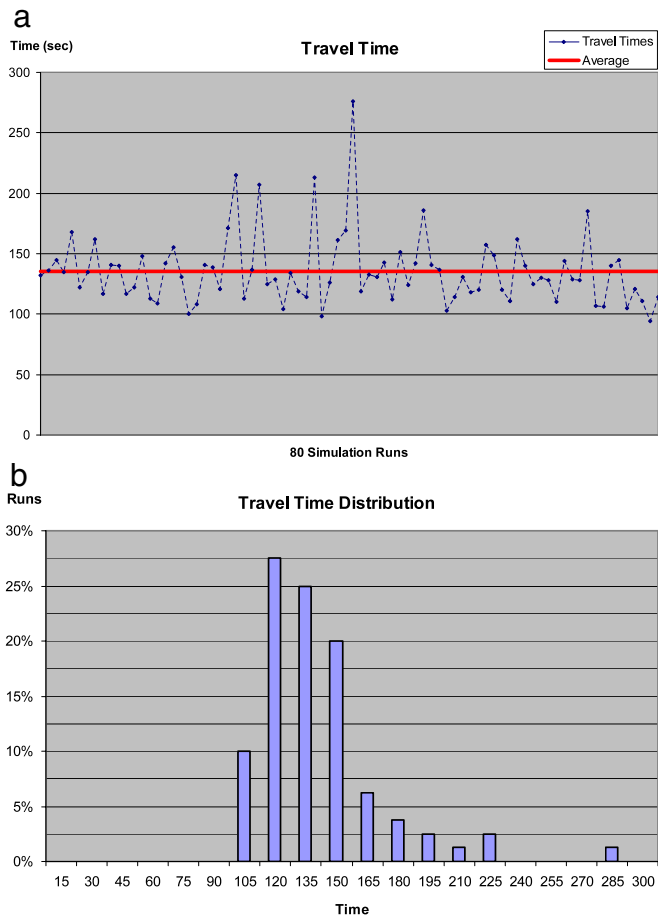 a
Time (sec)
Travel Time
Travel Times
Average
300
250
200
150
100
50
0
80 Simulation Runs
b
Runs
Travel Time Distribution
30%
25%
20%
15%
10%
5%
0%
15 30 45 60 75 90 105 120 135 150 165 180 195 210 225 240 255 270 285 300
Time